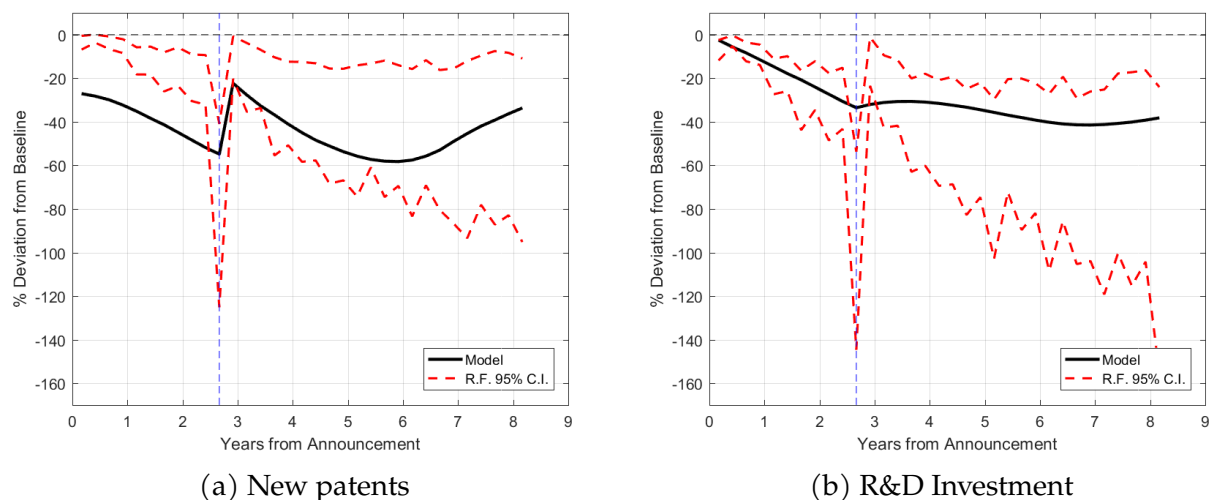 0
-20
-40
-60
-80
-100
-120
-140
-160
% Deviation from Baseline
0 1 2 3 4 5 6 7 8 9
Years from Announcement
Model
R.F. 95% C.I.
(a) New patents
0
-20
-40
-60
-80
-100
-120
-140
-160
% Deviation from Baseline
0 1 2 3 4 5 6 7 8 9
Years from Announcement
Model
R.F. 95% C.I.
(b) R&D Investment